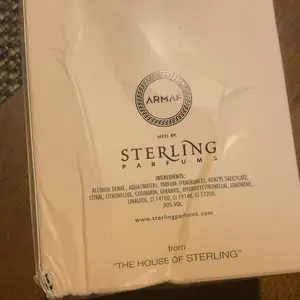 ARMAF
MFD. BY.
STERLING
PARFUMS
INGREDIENTS:
ALCOHOL DENAT., AQUA(WATER), PARFUM (FRAGRANCE), BENZYL SALICYLATE,
CITRAL, CITRONELLOL, COUMARIN, GERANIOL, HYDROXYCITRONELLAL, LIMONENE,
LINALOOL, CI 14700, CI 19140, CI 17200.
80% VOL.
www.sterlingparfums.com
from
"THE HOUSE OF STERLING"